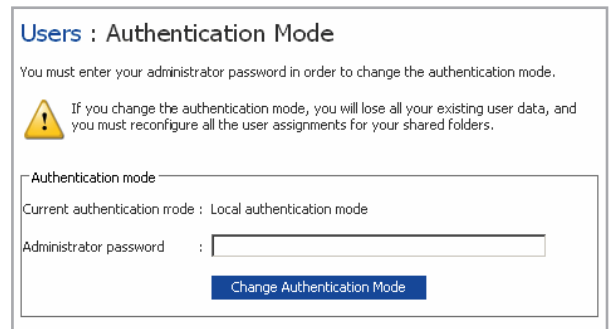 Users : Authentication Mode
You must enter your administrator password in order to change the authentication mode.
If you change the authentication mode, you will lose all your existing user data, and
you must reconfigure all the user assignments for your shared folders.
Authentication mode
Current authentication mode : Local authentication mode
Administrator password :
Change Authentication Mode